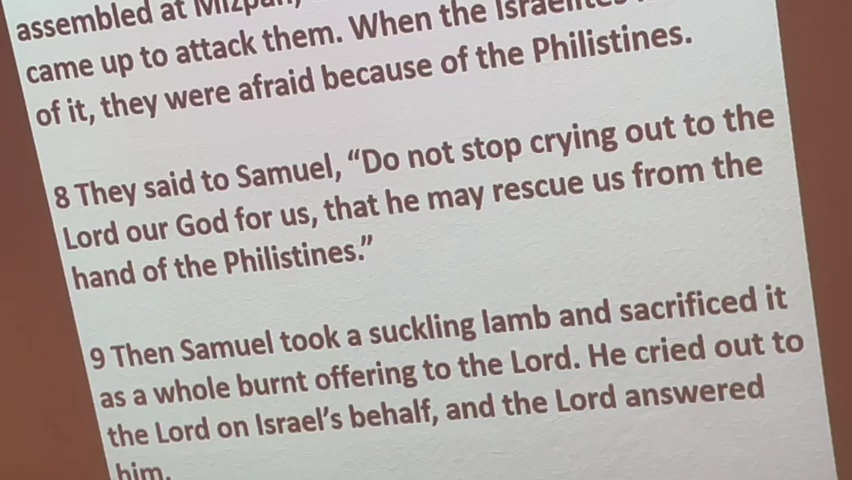 assembled at Mizpah,
came up to attack them. When the Israelites
of it, they were afraid because of the Philistines.
8 They said to Samuel, “Do not stop crying out to the
Lord our God for us, that he may rescue us from the
hand of the Philistines.”
9 Then Samuel took a suckling lamb and sacrificed it
as a whole burnt offering to the Lord. He cried out to
the Lord on Israel’s behalf, and the Lord answered
him.